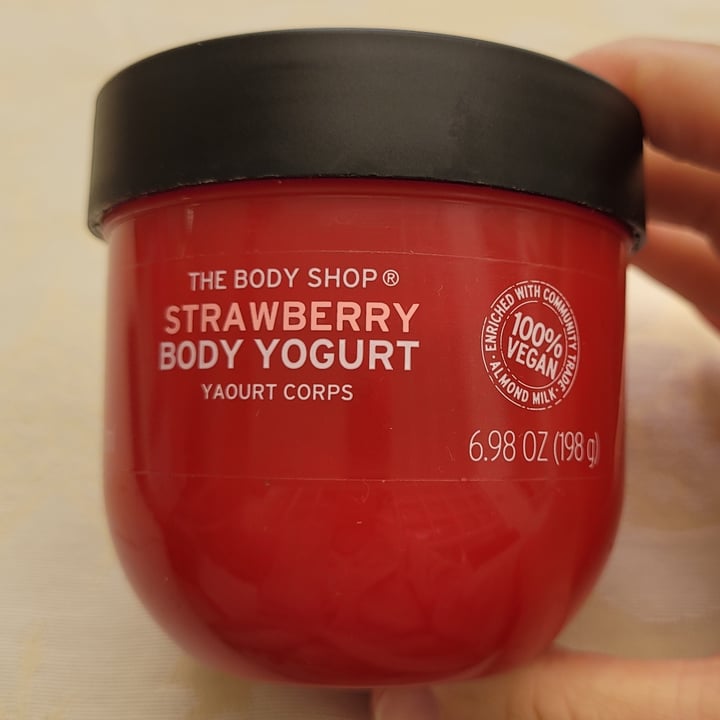 THE BODY SHOP®
STRAWBERRY
BODY YOGURT
YAOURT CORPS
ENRICHED WITH COMMUNITY TRADE
• ALMOND MILK •
100%
VEGAN
6.98 OZ (198 g)